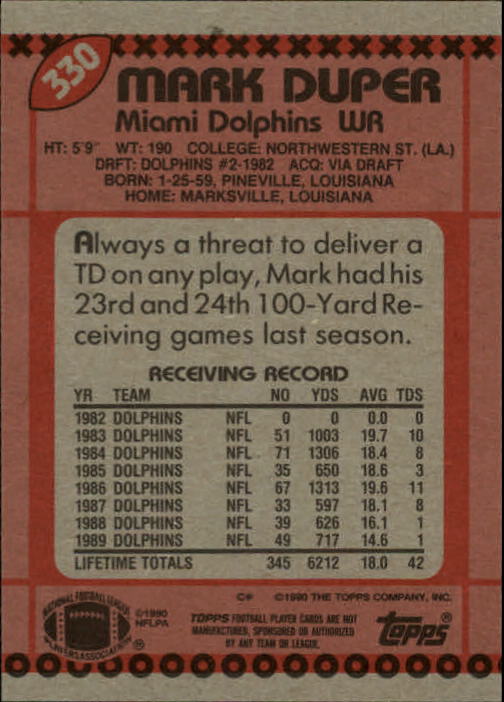 330
MARK DUPER
Miami Dolphins WR
HT: 5'9" WT: 190 COLLEGE: NORTHWESTERN ST. (LA.)
DRFT: DOLPHINS #2-1982 ACQ: VIA DRAFT
BORN: 1-25-59, PINEVILLE, LOUISIANA
HOME: MARKSVILLE, LOUISIANA
Always a threat to deliver a
TD on any play, Mark had his
23rd and 24th 100-Yard Re-
ceiving games last season.
RECEIVING RECORD
YR TEAM NO YDS AVG TDS
1982 DOLPHINS NFL 0 0 0.0 0
1983 DOLPHINS NFL 51 1003 19.7 10
1984 DOLPHINS NFL 71 1306 18.4 8
1985 DOLPHINS NFL 35 650 18.6 3
1986 DOLPHINS NFL 67 1313 19.6 11
1987 DOLPHINS NFL 33 597 18.1 8
1988 DOLPHINS NFL 39 626 16.1 1
1989 DOLPHINS NFL 49 717 14.6 1
LIFETIME TOTALS 345 6212 18.0 42
C* ©1990 THE TOPPS COMPANY, INC.
NATIONAL FOOTBALL LEAGUE
PLAYERS ASSOCIATION ®
©1990
NFLPA
TOPPS FOOTBALL PLAYER CARDS ARE NOT
MANUFACTURED, SPONSORED OR AUTHORIZED
BY ANY TEAM OR LEAGUE.
topps®